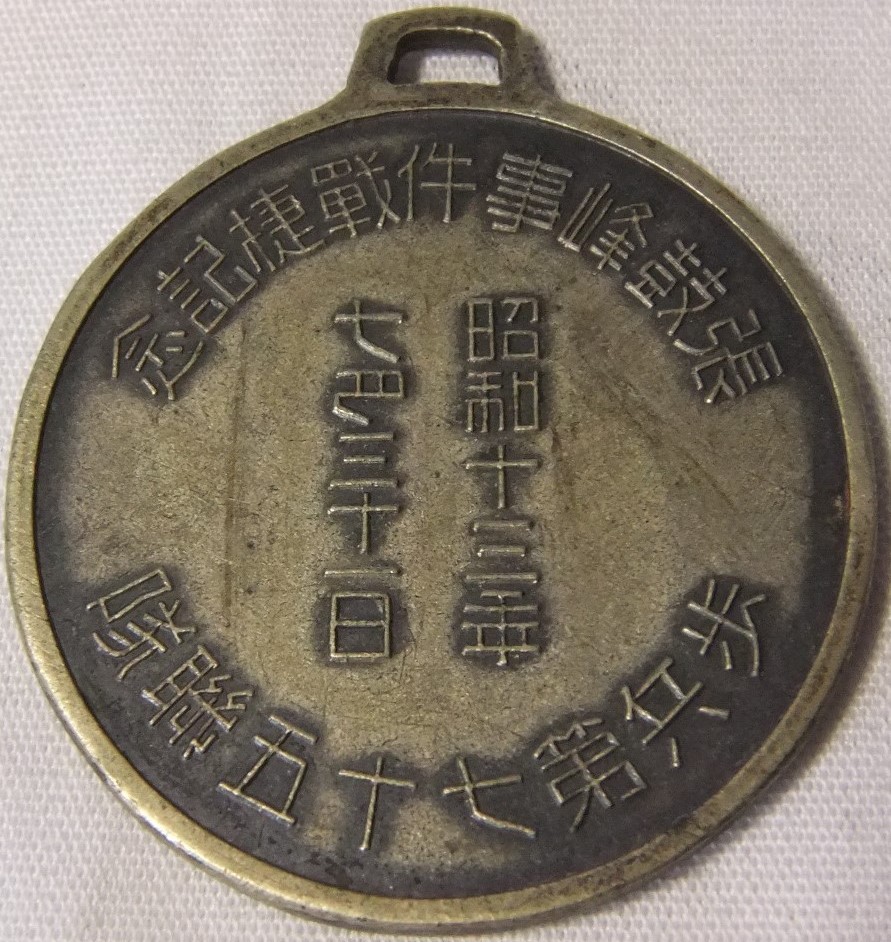 張鼓峰事件戰捷記念
昭和十三年
七月三十一日
歩兵第七十五聯隊